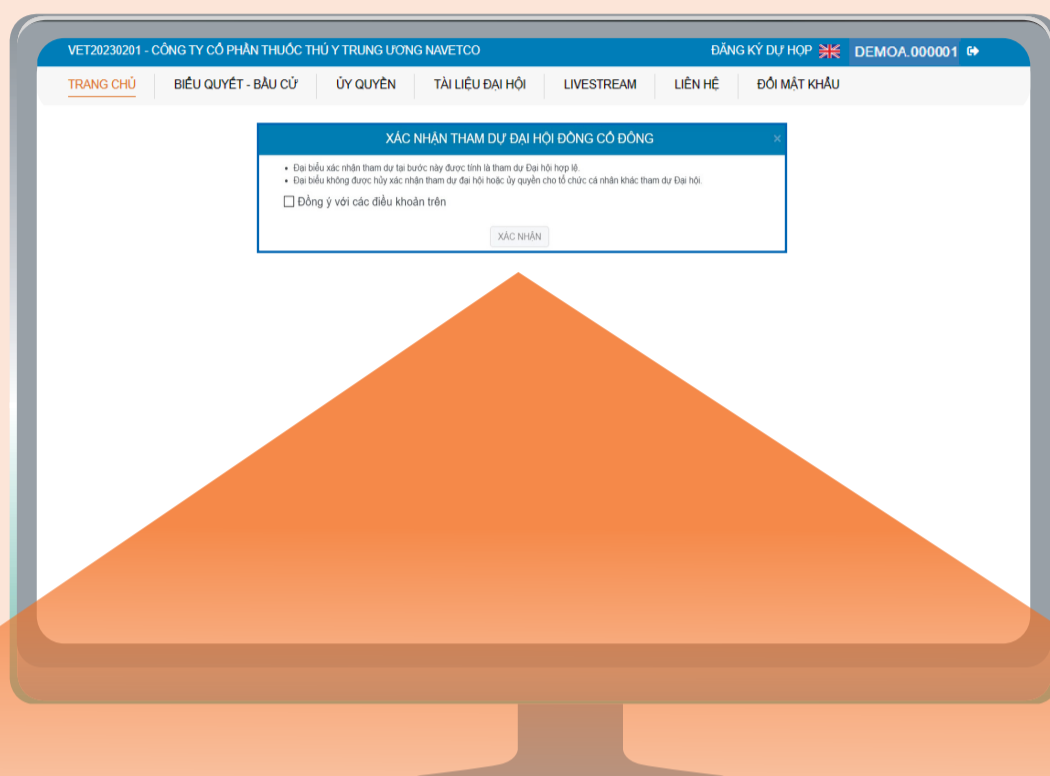 VET20230201 - CÔNG TY CỔ PHẦN THUỐC THÚ Y TRUNG ƯƠNG NAVETCO ĐĂNG KÝ DỰ HỌP DEMOA.000001
TRANG CHỦ BIỂU QUYẾT - BẦU CỬ ỦY QUYỀN TÀI LIỆU ĐẠI HỘI LIVESTREAM LIÊN HỆ ĐỔI MẬT KHẨU
XÁC NHẬN THAM DỰ ĐẠI HỘI ĐỒNG CỔ ĐÔNG ×
• Đại biểu xác nhận tham dự tại bước này được tính là tham dự Đại hội hợp lệ.
• Đại biểu không được hủy xác nhận tham dự đại hội hoặc ủy quyền cho tổ chức cá nhân khác tham dự Đại hội.
Đồng ý với các điều khoản trên
XÁC NHẬN